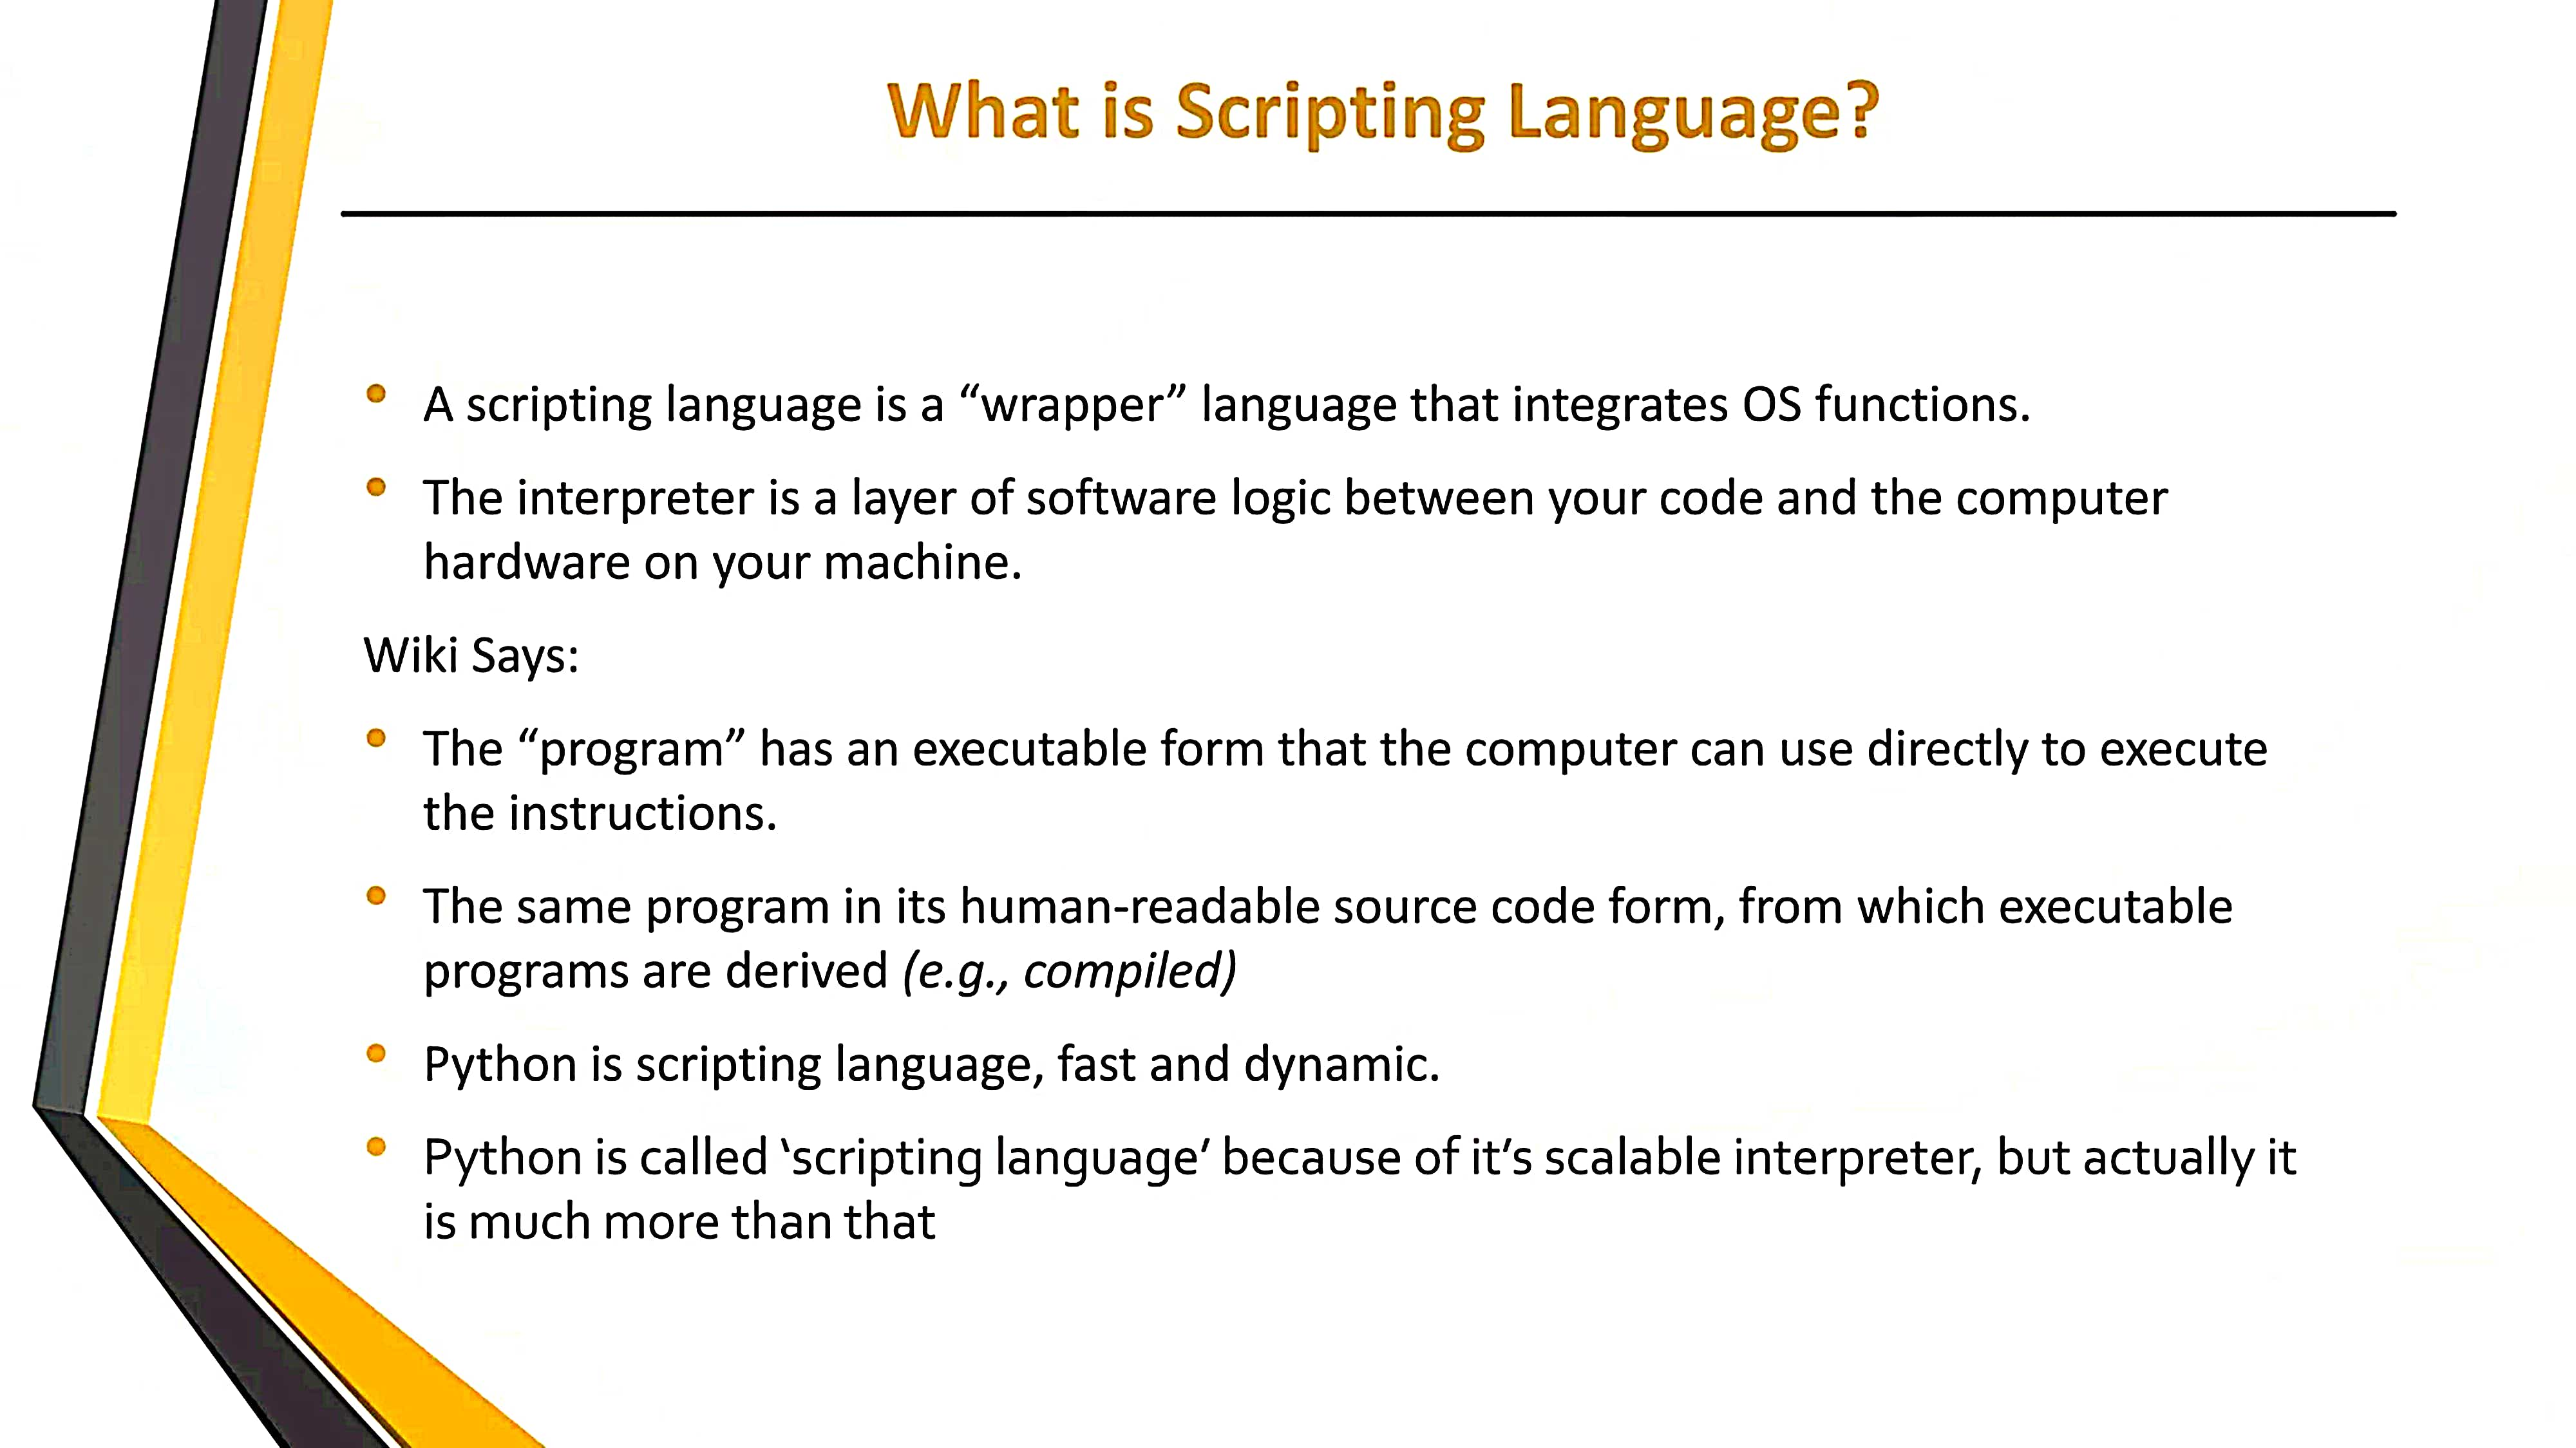 What is Scripting Language?
• A scripting language is a “wrapper” language that integrates OS functions.
• The interpreter is a layer of software logic between your code and the computer
hardware on your machine.
Wiki Says:
• The “program” has an executable form that the computer can use directly to execute
the instructions.
• The same program in its human-readable source code form, from which executable
programs are derived (e.g., compiled)
• Python is scripting language, fast and dynamic.
• Python is called ‘scripting language’ because of it’s scalable interpreter, but actually it
is much more than that